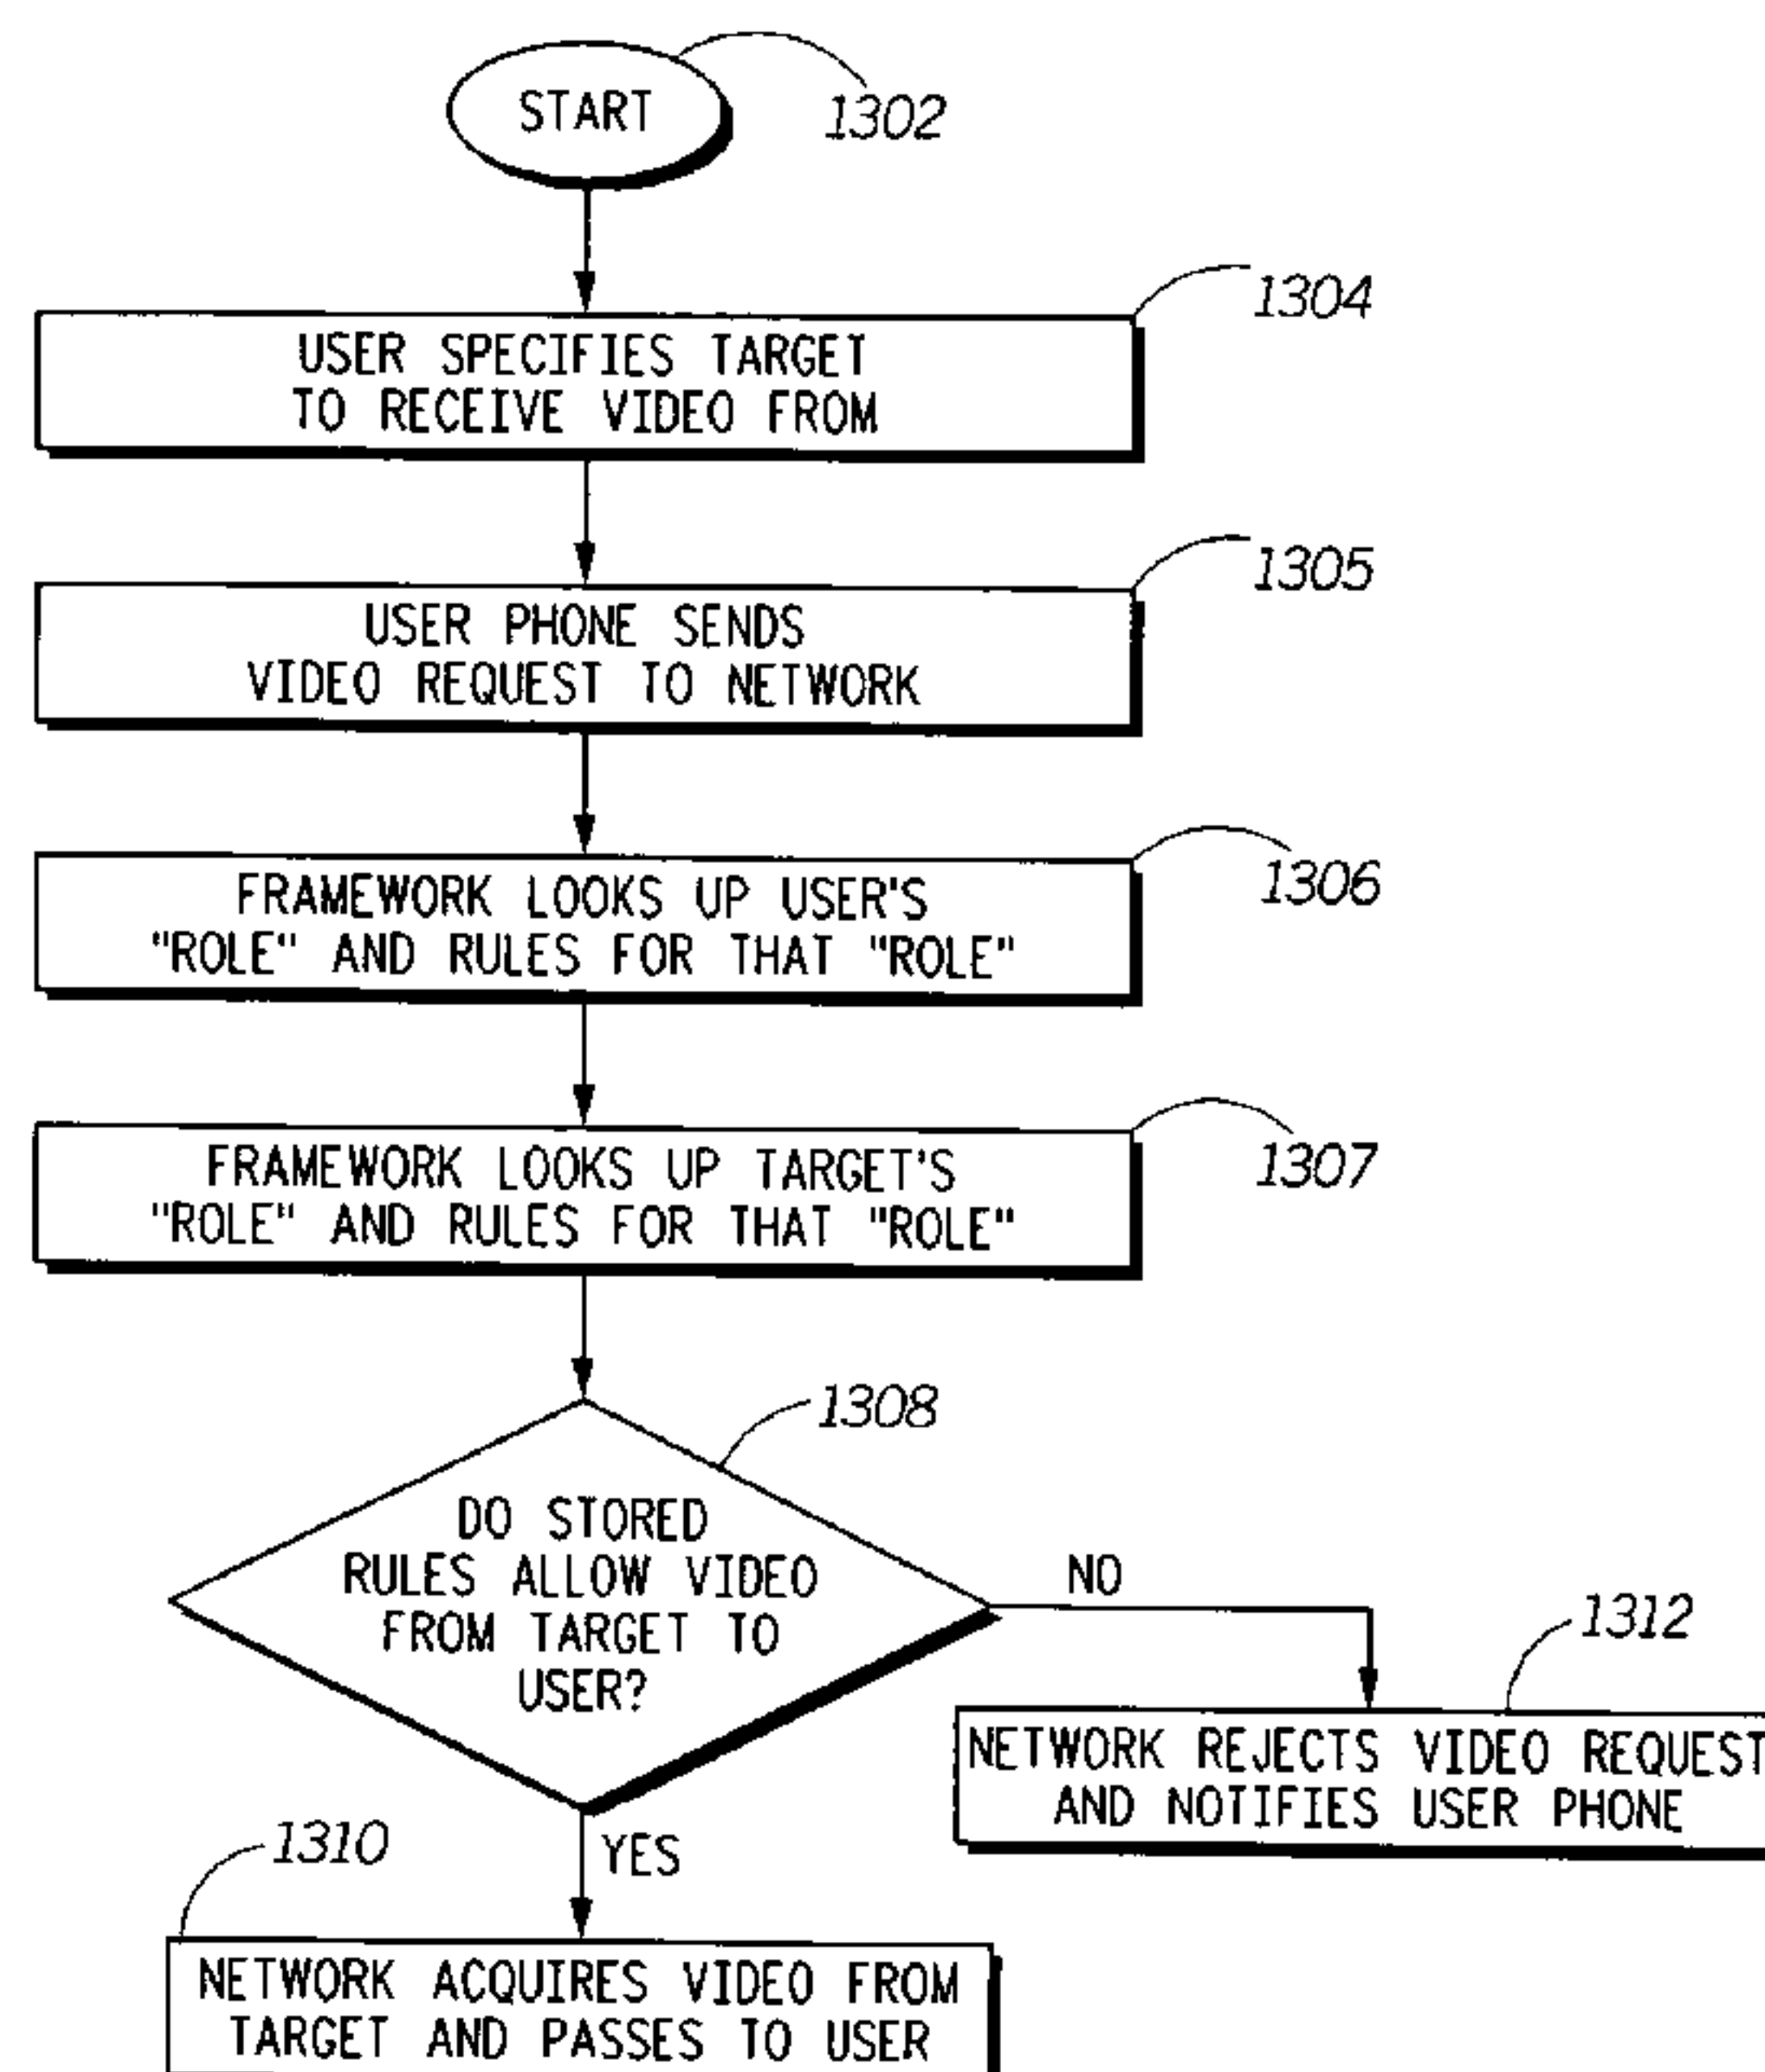 START
1302
1304
USER SPECIFIES TARGET
TO RECEIVE VIDEO FROM
1305
USER PHONE SENDS
VIDEO REQUEST TO NETWORK
1306
FRAMEWORK LOOKS UP USER'S
"ROLE" AND RULES FOR THAT "ROLE"
1307
FRAMEWORK LOOKS UP TARGET'S
"ROLE" AND RULES FOR THAT "ROLE"
1308
DO STORED
RULES ALLOW VIDEO
FROM TARGET TO
USER?
NO
1312
NETWORK REJECTS VIDEO REQUEST
AND NOTIFIES USER PHONE
YES
1310
NETWORK ACQUIRES VIDEO FROM
TARGET AND PASSES TO USER